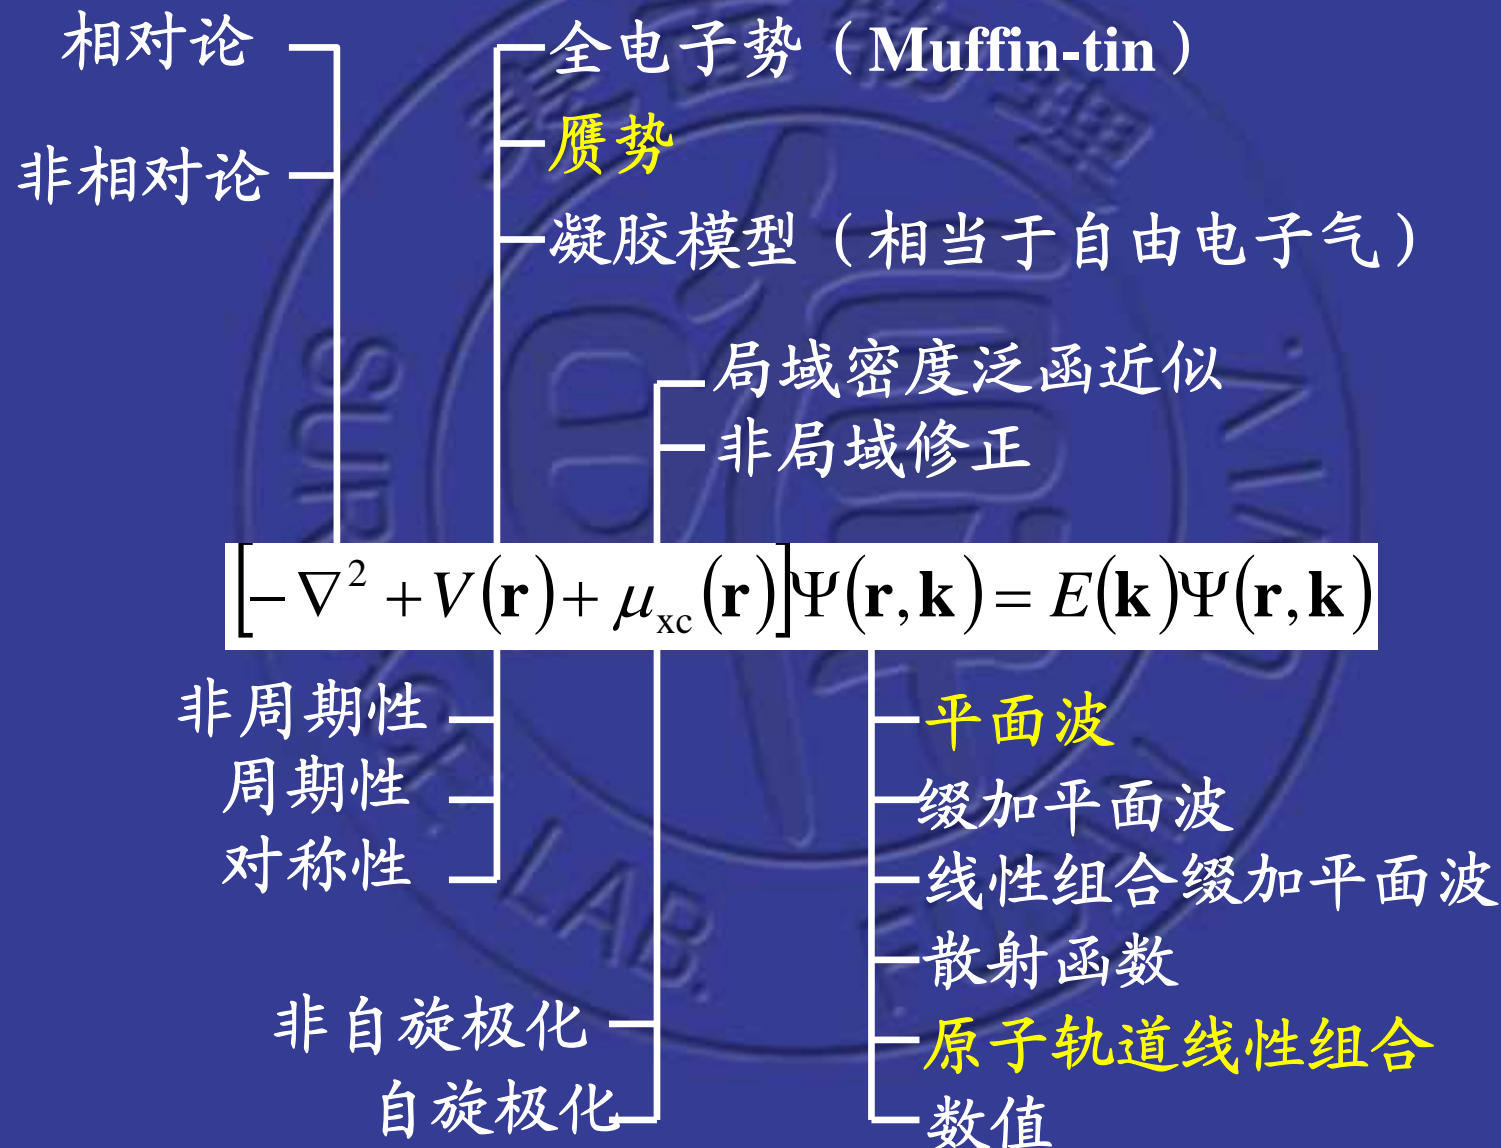 相对论
非相对论
全电子势（Muffin-tin）
赝势
凝胶模型（相当于自由电子气）
局域密度泛函近似
非局域修正
[-∇² + V(r) + μxc(r)]Ψ(r,k) = E(k)Ψ(r,k)
非周期性
周期性
对称性
非自旋极化
自旋极化
平面波
缀加平面波
线性组合缀加平面波
散射函数
原子轨道线性组合
数值
LAB.